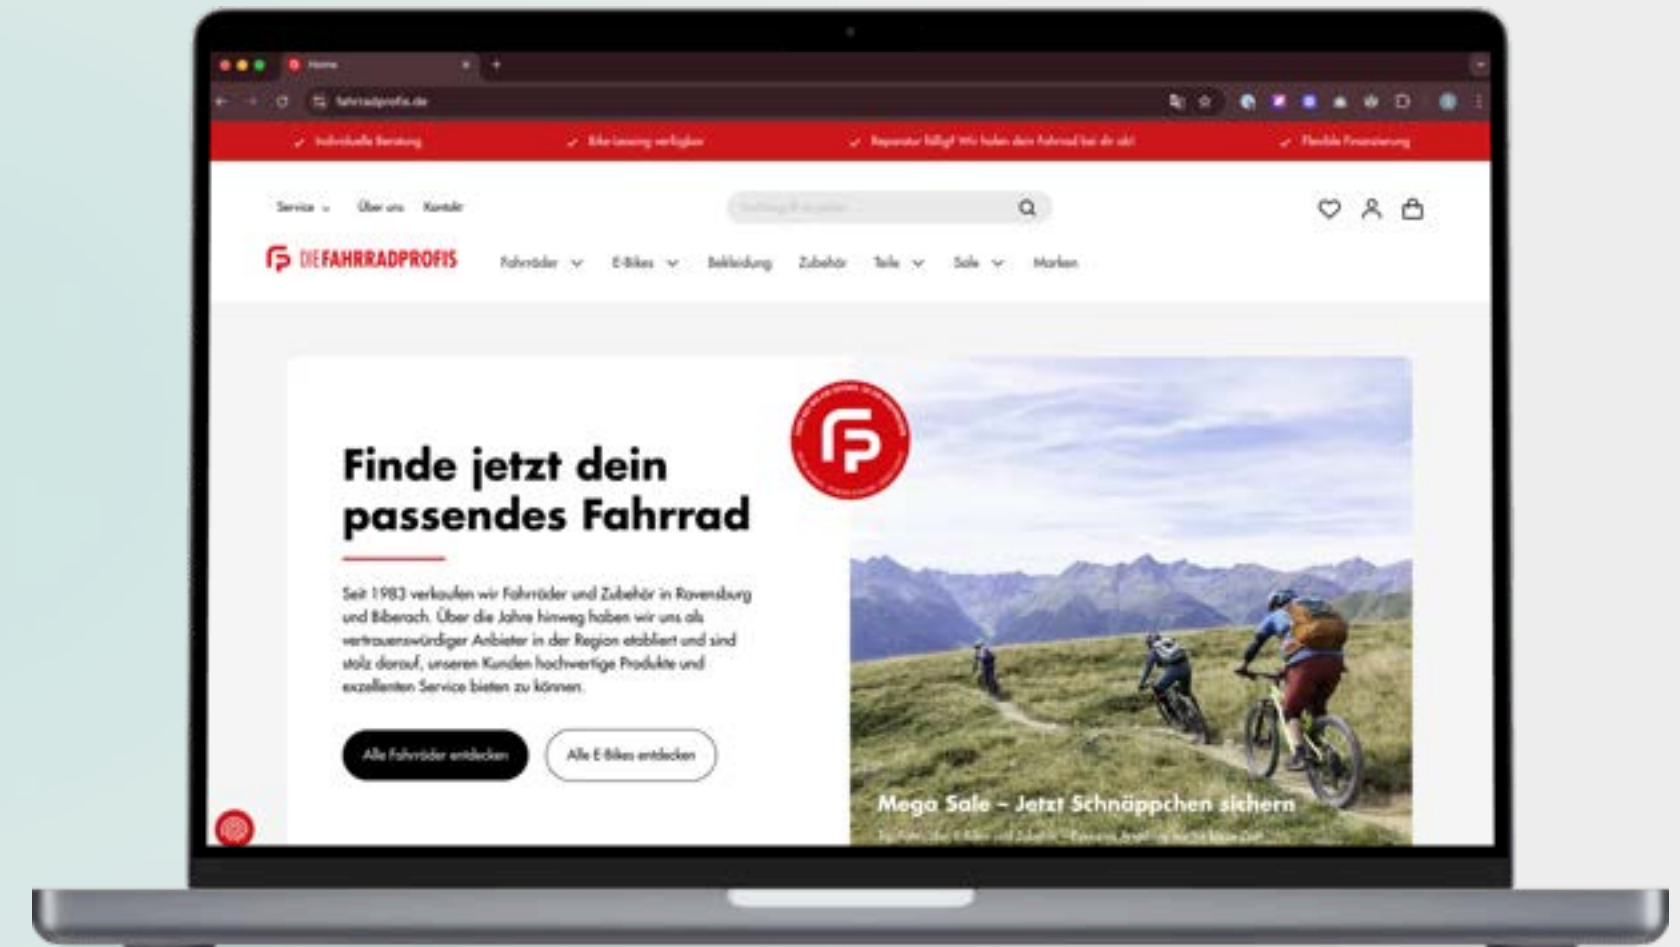 Home
fahrradprofis.de
Individuelle Beratung
Bike-Leasing verfügbar
Reparatur fällig? Wir holen dein Fahrrad bei dir ab!
Flexible Finanzierung
Service
Über uns
Kontakt
DIEFAHRRADPROFIS
Fahrräder
E-Bikes
Bekleidung
Zubehör
Teile
Sale
Marken
FP
Finde jetzt dein
passendes Fahrrad
Seit 1983 verkaufen wir Fahrräder und Zubehör in Ravensburg
und Biberach. Über die Jahre hinweg haben wir uns als
vertrauenswürdiger Anbieter in der Region etabliert und sind
stolz darauf, unseren Kunden hochwertige Produkte und
exzellenten Service bieten zu können.
Alle Fahrräder entdecken
Alle E-Bikes entdecken
Mega Sale – Jetzt Schnäppchen sichern